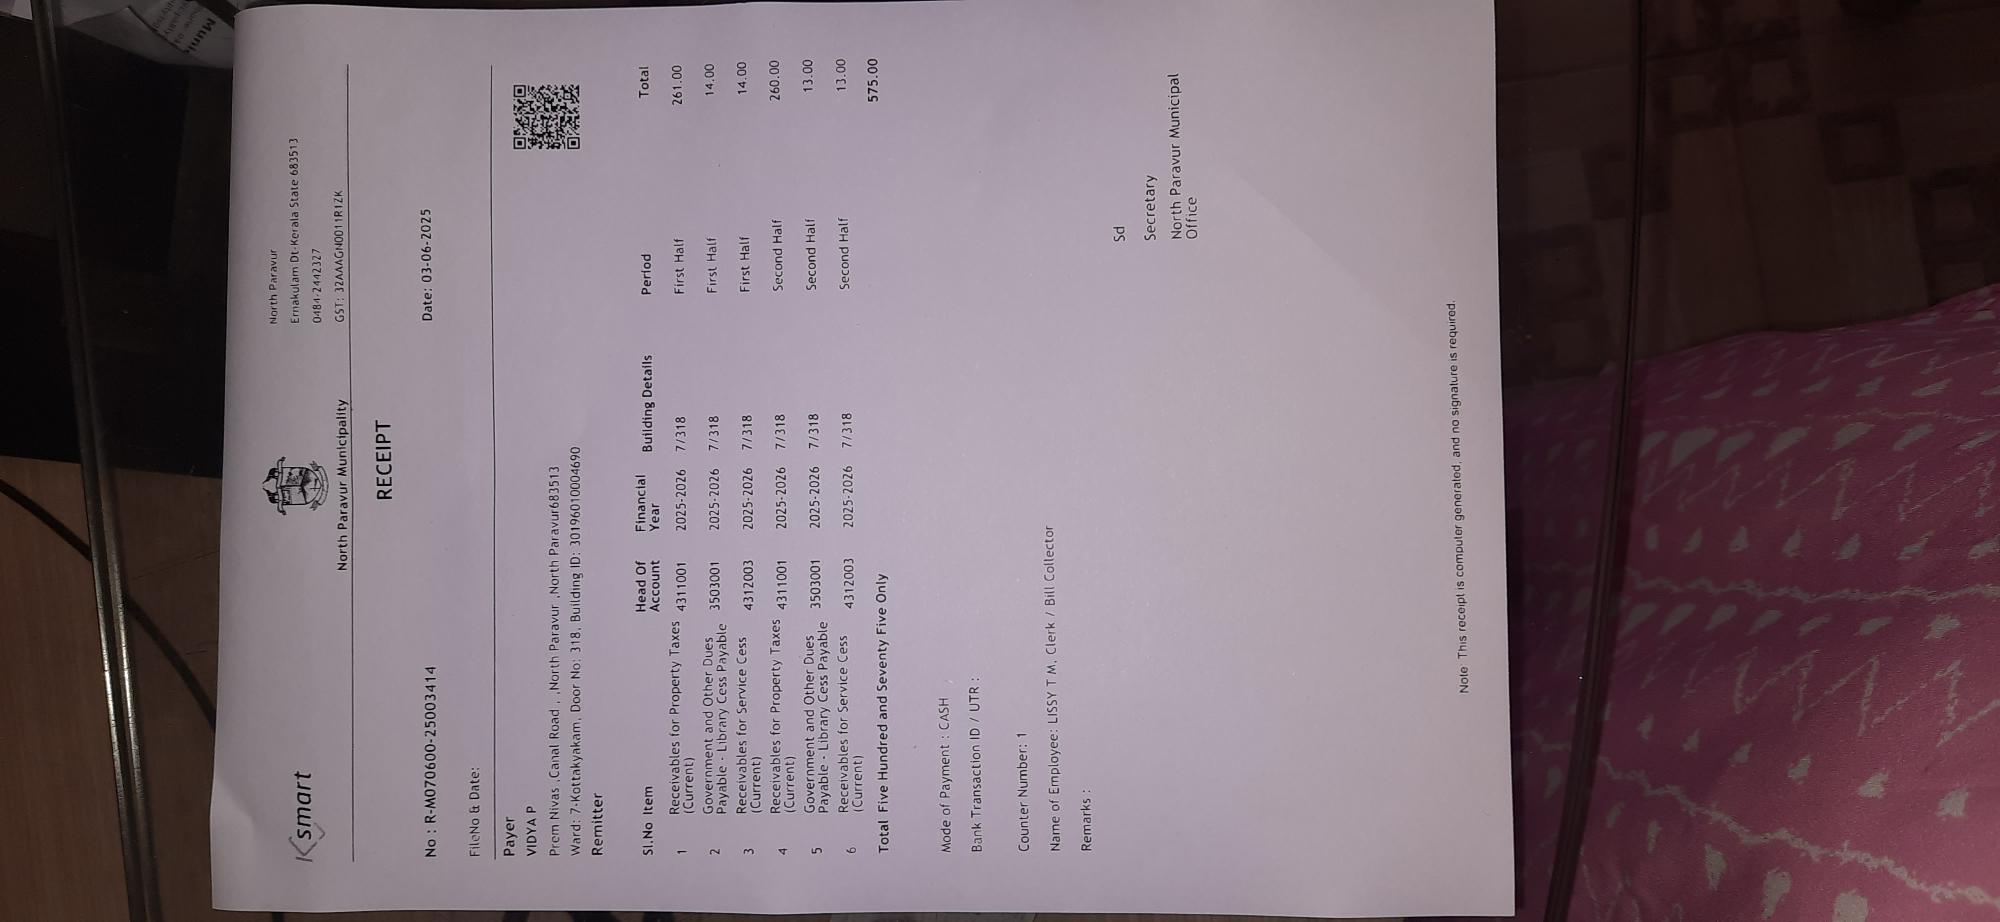 Ksmart
North Paravur Municipality
North Paravur
Ernakulam Dt-Kerala State 683513
0484-2442327
GST: 32AAAGN0011R1ZK
RECEIPT
No : R-M070600-25003414
Date: 03-06-2025
FileNo & Date:
Payer
VIDYA P
Prem Nivas ,Canal Road , ,North Paravur ,North Paravur683513
Ward: 7-Kottakyakam, Door No: 318, Building ID: 30196010004690
Remitter
Sl.No Item Head Of Account Financial Year Building Details Period Total
1 Receivables for Property Taxes (Current) 4311001 2025-2026 7/318 First Half 261.00
2 Government and Other Dues Payable - Library Cess Payable 3503001 2025-2026 7/318 First Half 14.00
3 Receivables for Service Cess (Current) 4312003 2025-2026 7/318 First Half 14.00
4 Receivables for Property Taxes (Current) 4311001 2025-2026 7/318 Second Half 260.00
5 Government and Other Dues Payable - Library Cess Payable 3503001 2025-2026 7/318 Second Half 13.00
6 Receivables for Service Cess (Current) 4312003 2025-2026 7/318 Second Half 13.00
Total Five Hundred and Seventy Five Only 575.00
Mode of Payment : CASH
Bank Transaction ID / UTR :
Counter Number: 1
Name of Employee: LISSY T M, Clerk / Bill Collector
Remarks :
Sd
Secretary
North Paravur Municipal
Office
Note This receipt is computer generated, and no signature is required.